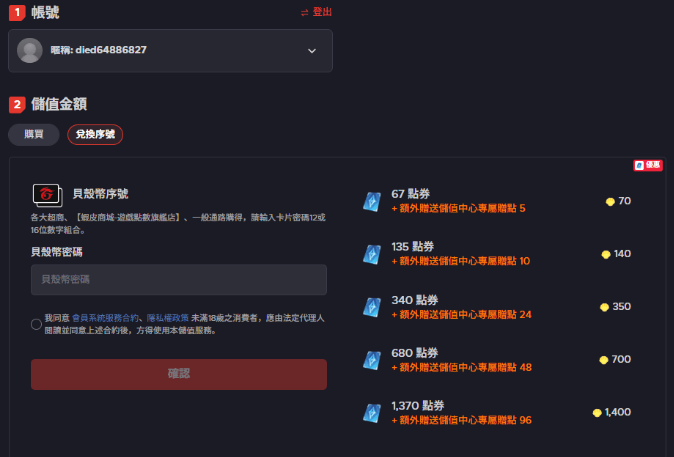 1 帳號
登出
暱稱: died64886827
2 儲值金額
購買
兌換序號
優惠
貝殼幣序號
各大超商、【蝦皮商城-遊戲點數旗艦店】、一般通路購得，請輸入卡片密碼12或
16位數字組合。
貝殼幣密碼
貝殼幣密碼
我同意 會員系統服務合約、隱私權政策 未滿18歲之消費者，應由法定代理人
閱讀並同意上述合約後，方得使用本儲值服務。
確認
67 點券
+ 額外贈送儲值中心專屬贈點 5
70
135 點券
+ 額外贈送儲值中心專屬贈點 10
140
340 點券
+ 額外贈送儲值中心專屬贈點 24
350
680 點券
+ 額外贈送儲值中心專屬贈點 48
700
1,370 點券
+ 額外贈送儲值中心專屬贈點 96
1,400